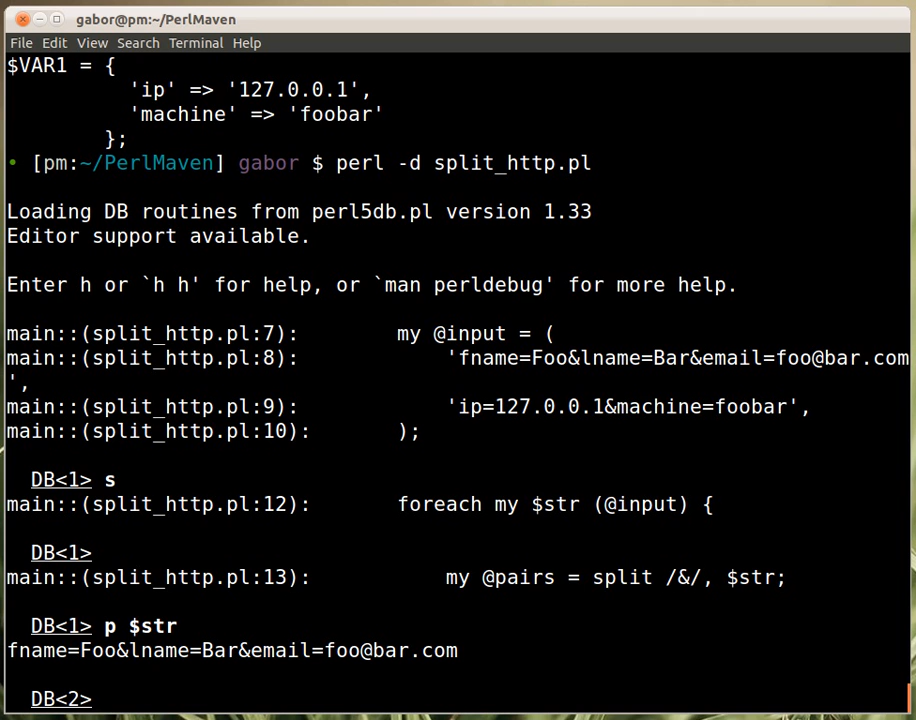 gabor@pm:~/PerlMaven
File Edit View Search Terminal Help
$VAR1 = {
          'ip' => '127.0.0.1',
          'machine' => 'foobar'
        };
• [pm:~/PerlMaven] gabor $ perl -d split_http.pl
Loading DB routines from perl5db.pl version 1.33
Editor support available.
Enter h or `h h' for help, or `man perldebug' for more help.
main::(split_http.pl:7):        my @input = (
main::(split_http.pl:8):            'fname=Foo&lname=Bar&email=foo@bar.com
',
main::(split_http.pl:9):            'ip=127.0.0.1&machine=foobar',
main::(split_http.pl:10):       );
  DB<1> s
main::(split_http.pl:12):       foreach my $str (@input) {
  DB<1>
main::(split_http.pl:13):           my @pairs = split /&/, $str;
  DB<1> p $str
fname=Foo&lname=Bar&email=foo@bar.com
  DB<2>